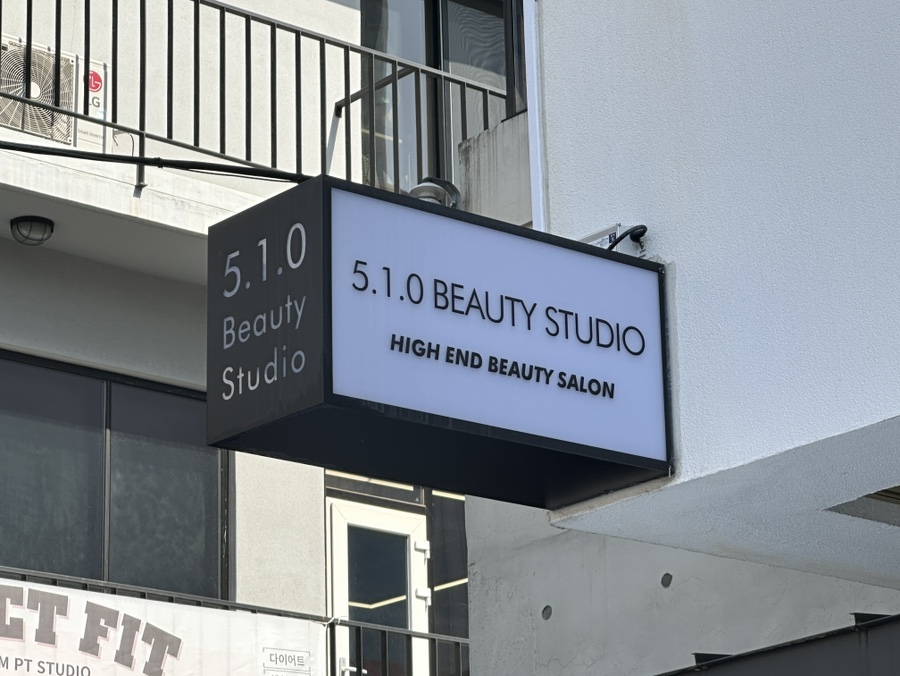 LG
5.1.0
Beauty
Studio
5.1.0 BEAUTY STUDIO
HIGH END BEAUTY SALON
CT FIT
M PT STUDIO
다이어트